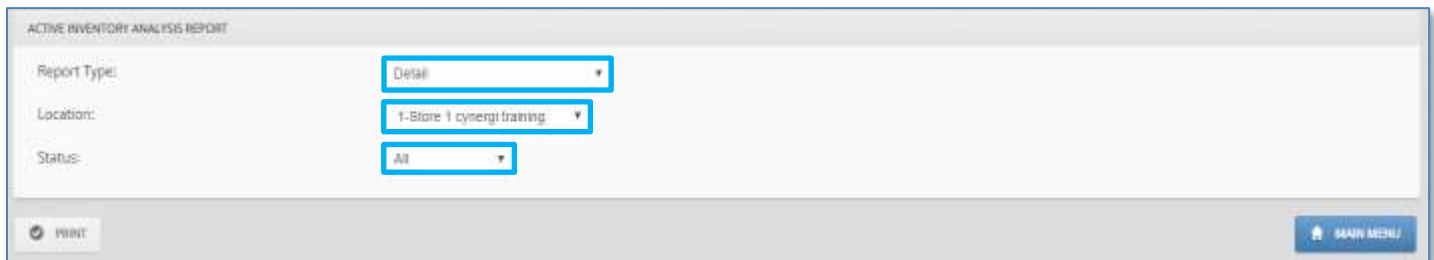 ACTIVE INVENTORY ANALYSIS REPORT
Report Type: Detail
Location: 1-Store 1 cynergi training
Status: All
PRINT MAIN MENU